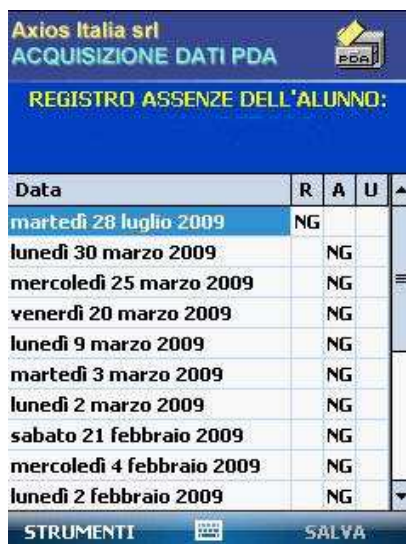 Axios Italia srl
ACQUISIZIONE DATI PDA
PDA
REGISTRO ASSENZE DELL'ALUNNO:
Data R A U
martedì 28 luglio 2009 NG
lunedì 30 marzo 2009 NG
mercoledì 25 marzo 2009 NG
venerdì 20 marzo 2009 NG
lunedì 9 marzo 2009 NG
martedì 3 marzo 2009 NG
lunedì 2 marzo 2009 NG
sabato 21 febbraio 2009 NG
mercoledì 4 febbraio 2009 NG
lunedì 2 febbraio 2009 NG
STRUMENTI SALVA